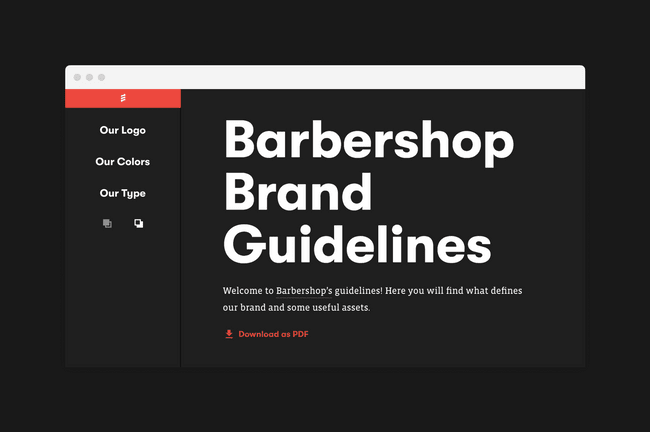 Our Logo
Our Colors
Our Type
Barbershop
Brand
Guidelines
Welcome to Barbershop's guidelines! Here you will find what defines
our brand and some useful assets.
Download as PDF